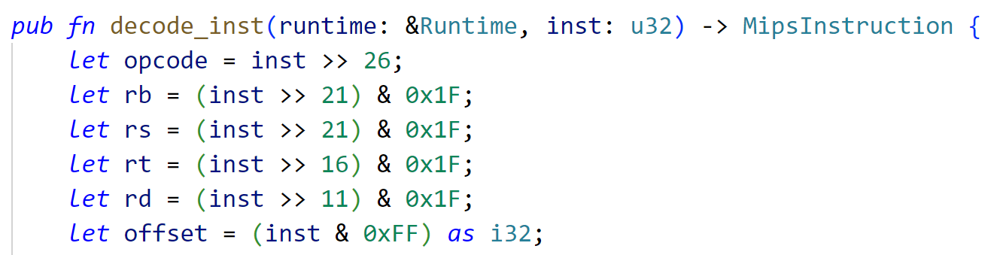 pub fn decode_inst(runtime: &Runtime, inst: u32) -> MipsInstruction {
    let opcode = inst >> 26;
    let rb = (inst >> 21) & 0x1F;
    let rs = (inst >> 21) & 0x1F;
    let rt = (inst >> 16) & 0x1F;
    let rd = (inst >> 11) & 0x1F;
    let offset = (inst & 0xFF) as i32;